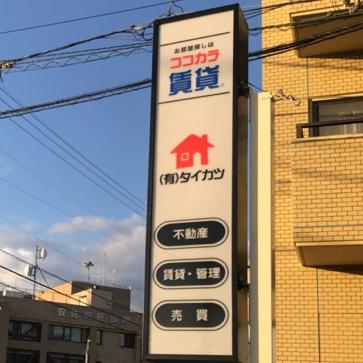 お部屋探しは
ココカラ
賃貸
(有)タイカツ
不動産
賃貸・管理
売買